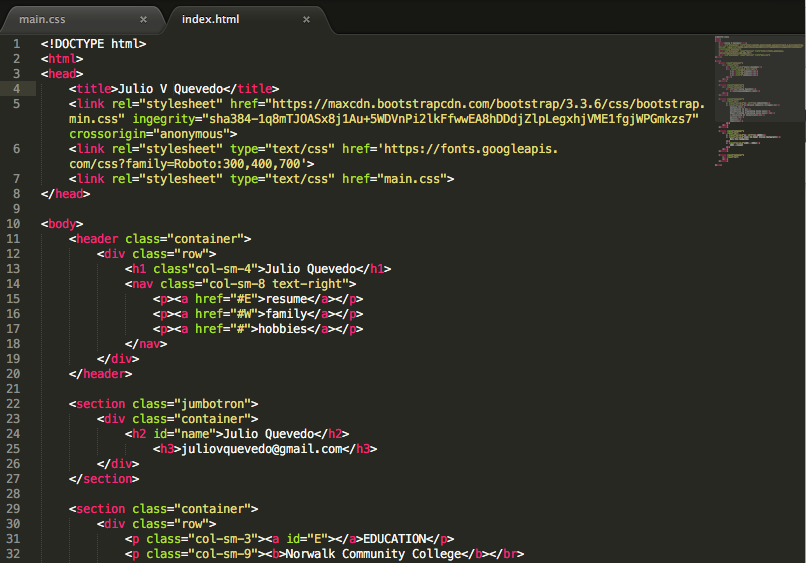 main.css × index.html ×
1 <!DOCTYPE html>
2 <html>
3 <head>
4 <title>Julio V Quevedo</title>
5 <link rel="stylesheet" href="https://maxcdn.bootstrapcdn.com/bootstrap/3.3.6/css/bootstrap.
min.css" ingegrity="sha384-1q8mTJOASx8j1Au+5WDVnPi2lkFfwwEA8hDDdjZlpLegxhjVME1fgjWPGmkzs7"
crossorigin="anonymous">
6 <link rel="stylesheet" type="text/css" href='https://fonts.googleapis.
com/css?family=Roboto:300,400,700'>
7 <link rel="stylesheet" type="text/css" href="main.css">
8 </head>
9
10 <body>
11 <header class="container">
12 <div class="row">
13 <h1 class"col-sm-4">Julio Quevedo</h1>
14 <nav class="col-sm-8 text-right">
15 <p><a href="#E">resume</a></p>
16 <p><a href="#W">family</a></p>
17 <p><a href="#">hobbies</a></p>
18 </nav>
19 </div>
20 </header>
21
22 <section class="jumbotron">
23 <div class="container">
24 <h2 id="name">Julio Quevedo</h2>
25 <h3>juliovquevedo@gmail.com</h3>
26 </div>
27 </section>
28
29 <section class="container">
30 <div class="row">
31 <p class="col-sm-3"><a id="E"></a>EDUCATION</p>
32 <p class="col-sm-9"><b>Norwalk Community College</b></br>